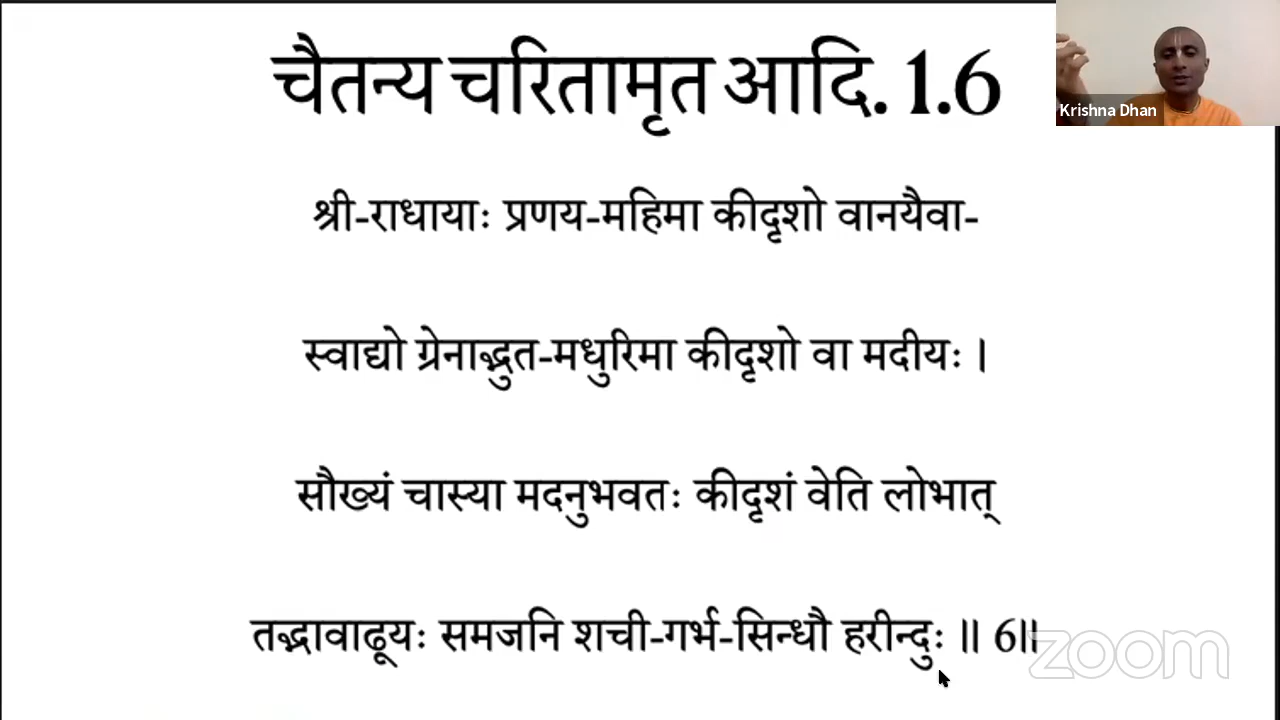 चैतन्य चरितामृत आदि. 1.6
Krishna Dhan
श्री-राधायाः प्रणय-महिमा कीदृशो वानयैवा-
स्वाद्यो ग्रेनाद्भुत-मधुरिमा कीदृशो वा मदीयः ।
सौख्यं चास्या मदनुभवतः कीदृशं वेति लोभात्
तद्भावाढ्यः समजनि शची-गर्भ-सिन्धौ हरीन्दुः ॥ 6॥
zoom